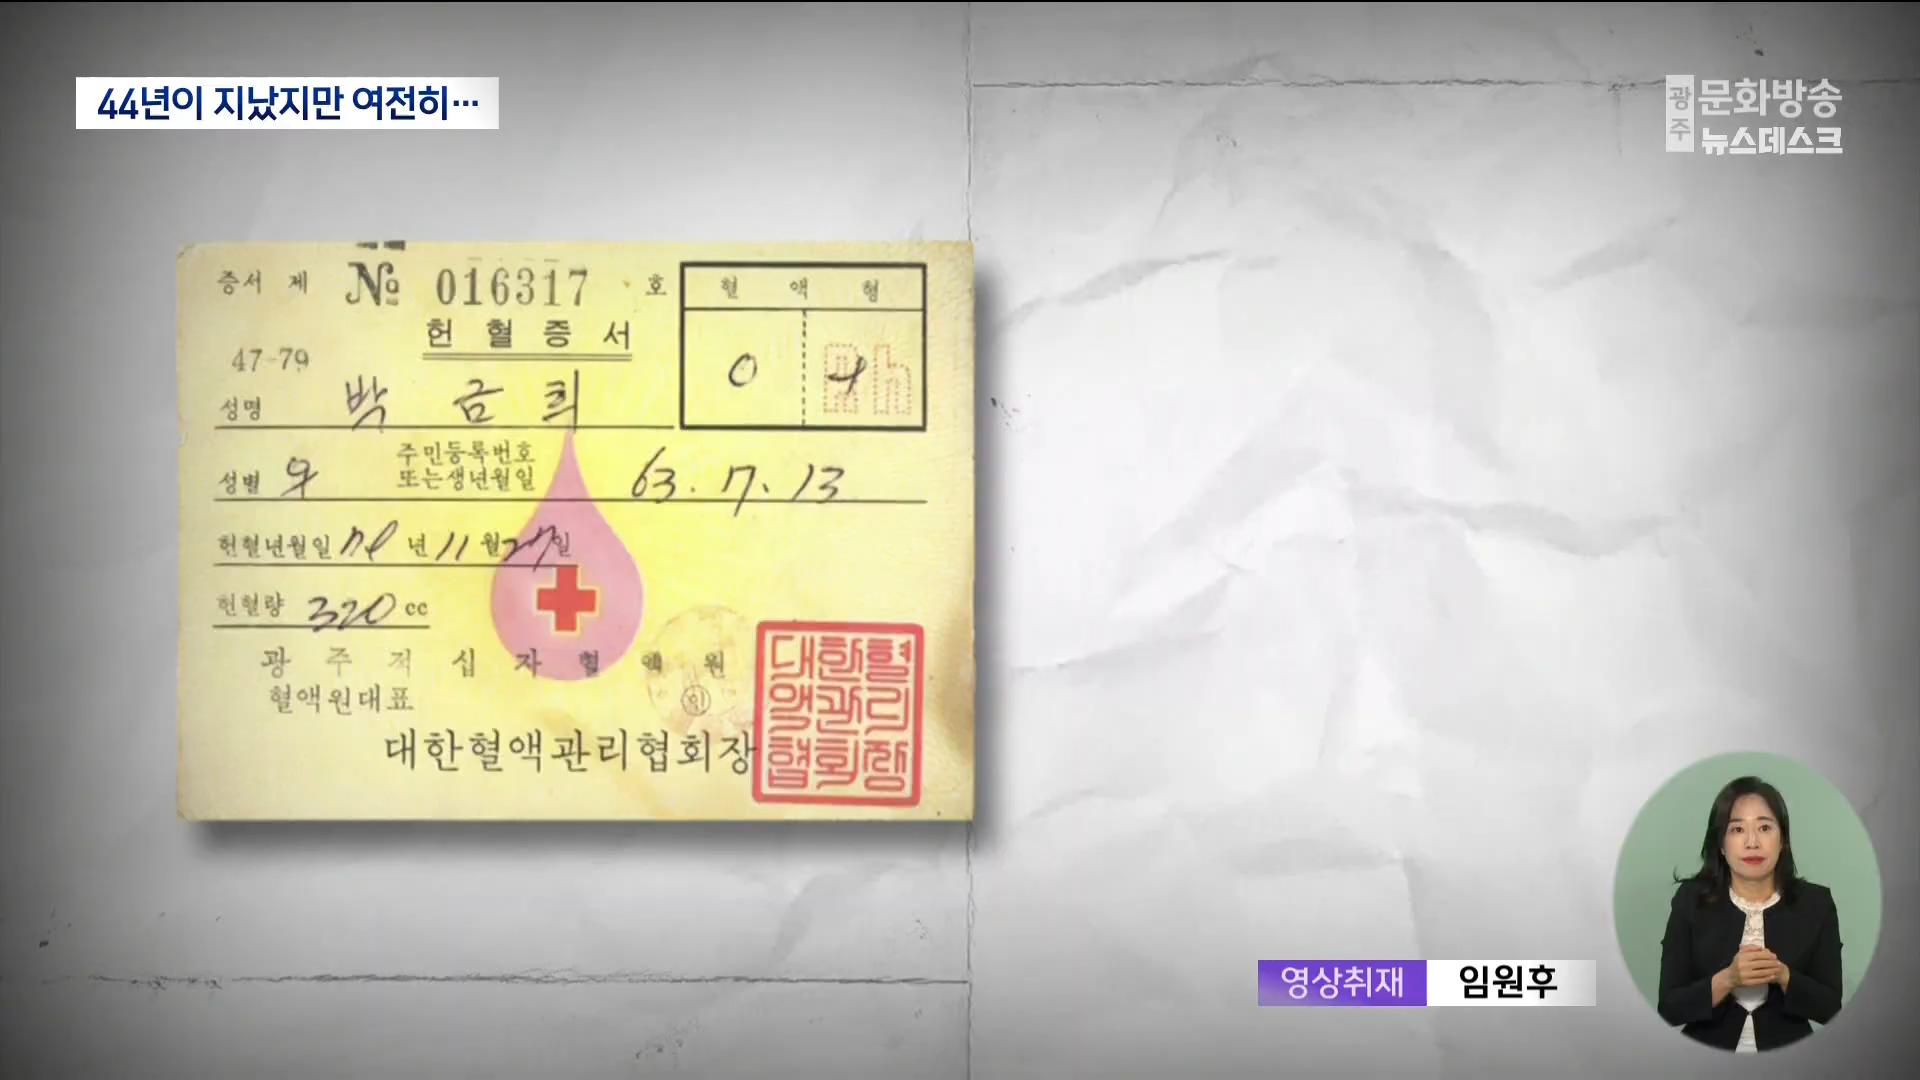 44년이 지났지만 여전히…
광주
문화방송
뉴스데스크
증서 제 № 016317 호
혈 액 형
헌 혈 증 서
O
Rh
+
47-79
성명 박 금 희
성별 우 주민등록번호
또는생년월일 63. 7. 13
헌혈년월일 년 11 월 27 일
헌혈량 320 cc
광 주 적 십 자 혈 액 원
혈액원대표 인
대한혈액관리협회장
대한혈
액관리
협회장
영상취재 임원후